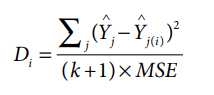 D_i = \frac{\sum_j (\hat{Y}_j - \hat{Y}_{j(i)})^2}{(k+1) \times MSE}